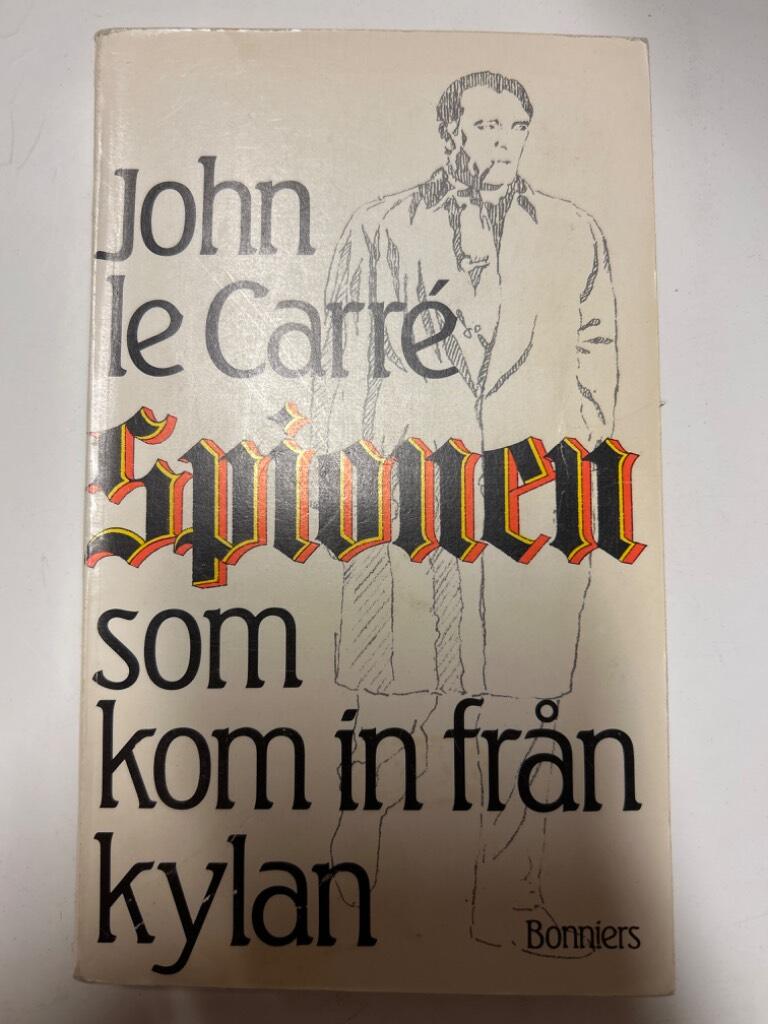 John
le Carré
Spionen
som
kom in från
kylan
Bonniers